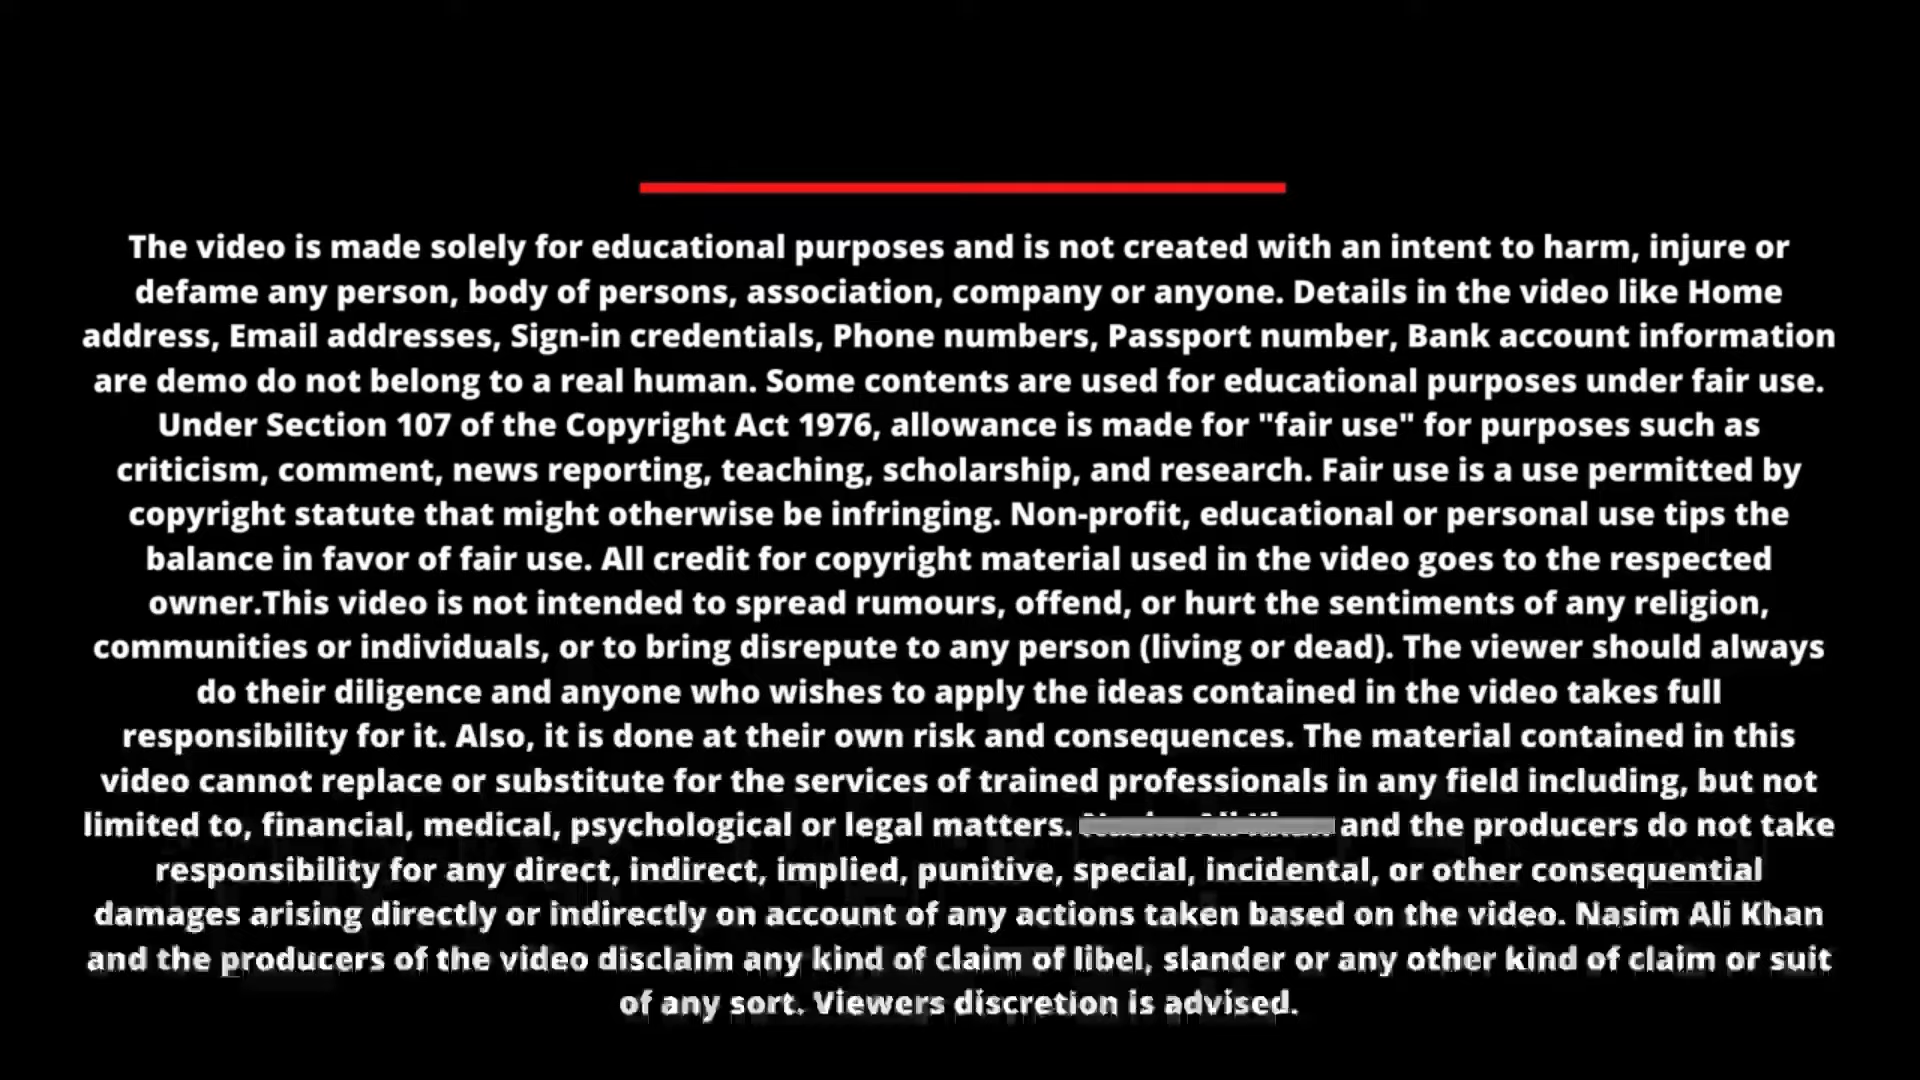 The video is made solely for educational purposes and is not created with an intent to harm, injure or
defame any person, body of persons, association, company or anyone. Details in the video like Home
address, Email addresses, Sign-in credentials, Phone numbers, Passport number, Bank account information
are demo do not belong to a real human. Some contents are used for educational purposes under fair use.
Under Section 107 of the Copyright Act 1976, allowance is made for "fair use" for purposes such as
criticism, comment, news reporting, teaching, scholarship, and research. Fair use is a use permitted by
copyright statute that might otherwise be infringing. Non-profit, educational or personal use tips the
balance in favor of fair use. All credit for copyright material used in the video goes to the respected
owner.This video is not intended to spread rumours, offend, or hurt the sentiments of any religion,
communities or individuals, or to bring disrepute to any person (living or dead). The viewer should always
do their diligence and anyone who wishes to apply the ideas contained in the video takes full
responsibility for it. Also, it is done at their own risk and consequences. The material contained in this
video cannot replace or substitute for the services of trained professionals in any field including, but not
limited to, financial, medical, psychological or legal matters. and the producers do not take
responsibility for any direct, indirect, implied, punitive, special, incidental, or other consequential
damages arising directly or indirectly on account of any actions taken based on the video. Nasim Ali Khan
and the producers of the video disclaim any kind of claim of libel, slander or any other kind of claim or suit
of any sort. Viewers discretion is advised.